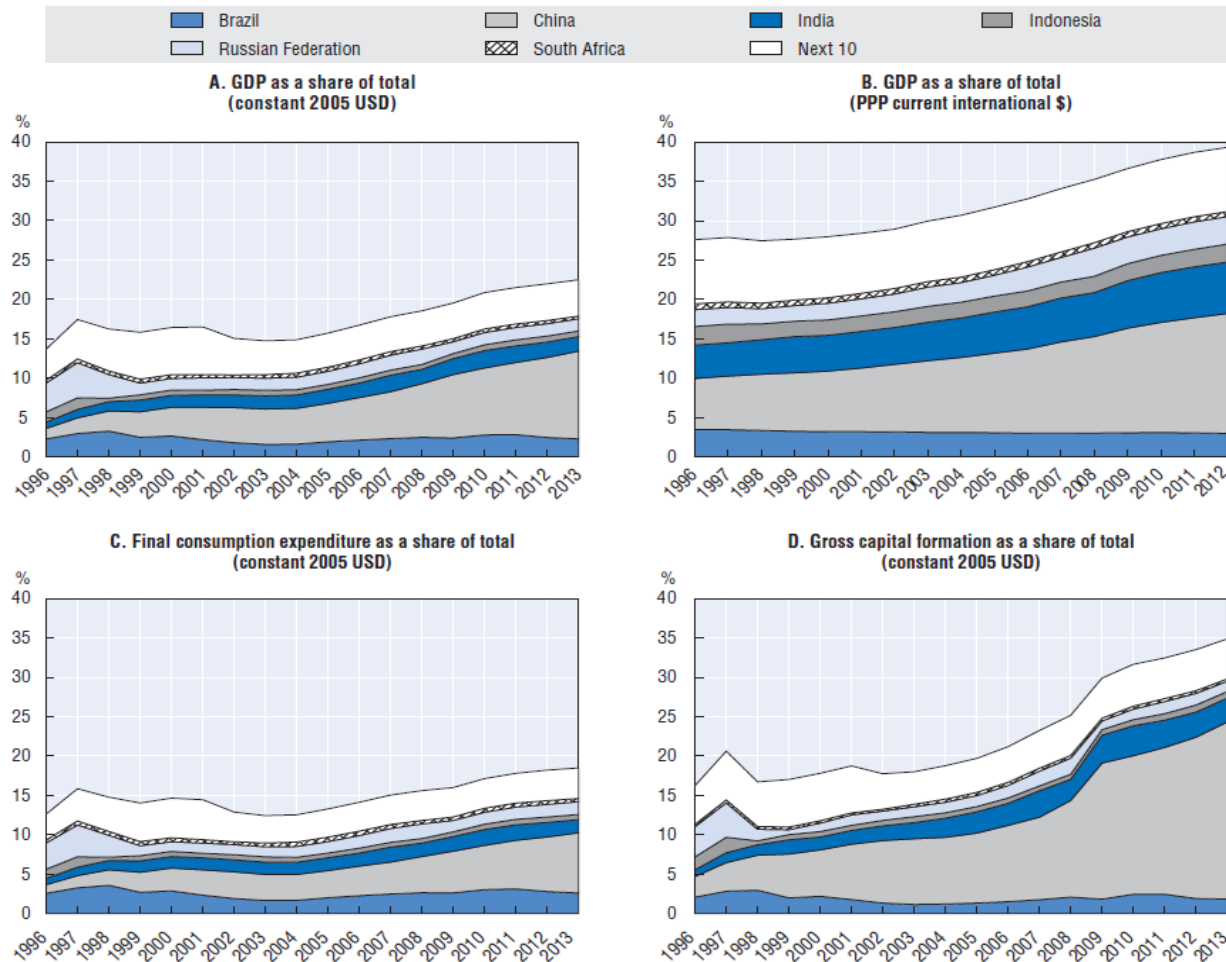 Brazil China India Indonesia
Russian Federation South Africa Next 10
A. GDP as a share of total
(constant 2005 USD)
%
40
35
30
25
20
15
10
5
0
1996 1997 1998 1999 2000 2001 2002 2003 2004 2005 2006 2007 2008 2009 2010 2011 2012 2013
B. GDP as a share of total
(PPP current international $)
%
40
35
30
25
20
15
10
5
0
1996 1997 1998 1999 2000 2001 2002 2003 2004 2005 2006 2007 2008 2009 2010 2011 2012
C. Final consumption expenditure as a share of total
(constant 2005 USD)
%
40
35
30
25
20
15
10
5
0
1996 1997 1998 1999 2000 2001 2002 2003 2004 2005 2006 2007 2008 2009 2010 2011 2012 2013
D. Gross capital formation as a share of total
(constant 2005 USD)
%
40
35
30
25
20
15
10
5
0
1996 1997 1998 1999 2000 2001 2002 2003 2004 2005 2006 2007 2008 2009 2010 2011 2012 2013